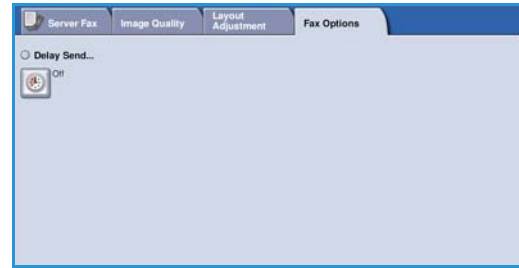 Server Fax
Image Quality
Layout
Adjustment
Fax Options
Delay Send...
Off